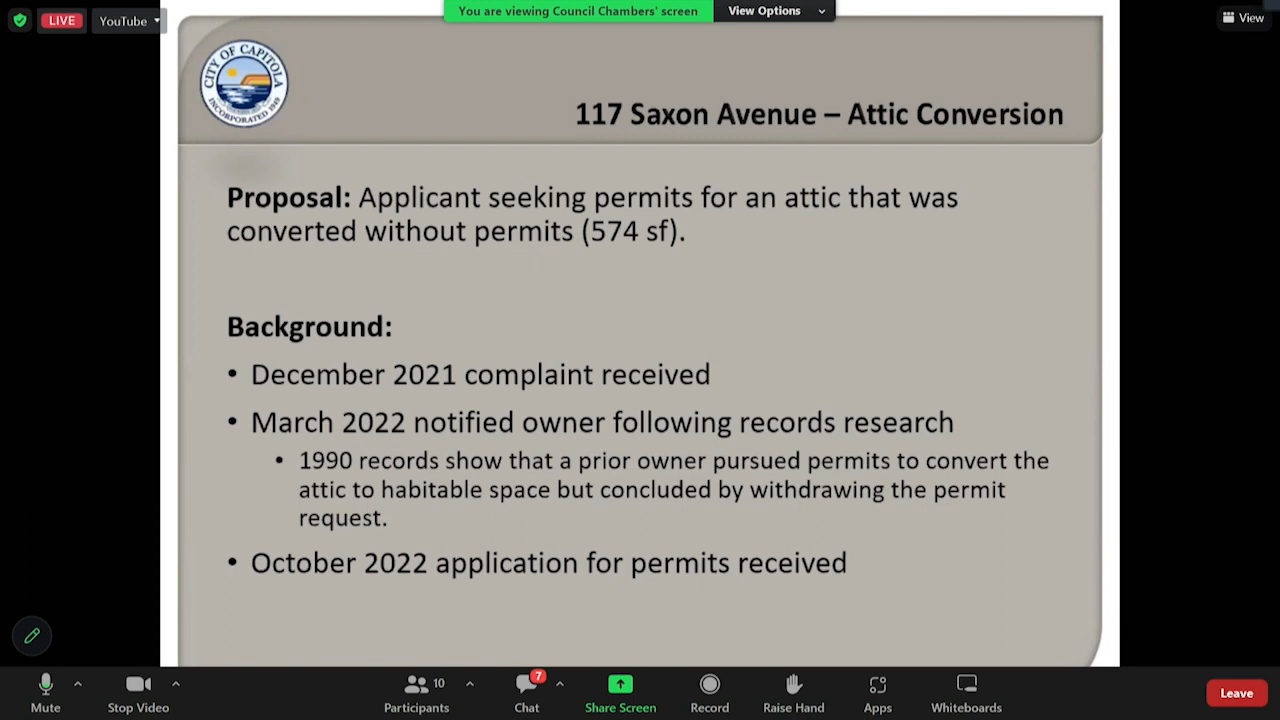 LIVE
YouTube
You are viewing Council Chambers' screen
View Options
View
CITY OF CAPITOLA
INCORPORATED 1949
117 Saxon Avenue – Attic Conversion
Proposal: Applicant seeking permits for an attic that was
converted without permits (574 sf).
Background:
• December 2021 complaint received
• March 2022 notified owner following records research
• 1990 records show that a prior owner pursued permits to convert the
attic to habitable space but concluded by withdrawing the permit
request.
• October 2022 application for permits received
10
7
Mute
Stop Video
Participants
Chat
Share Screen
Record
Raise Hand
Apps
Whiteboards
Leave